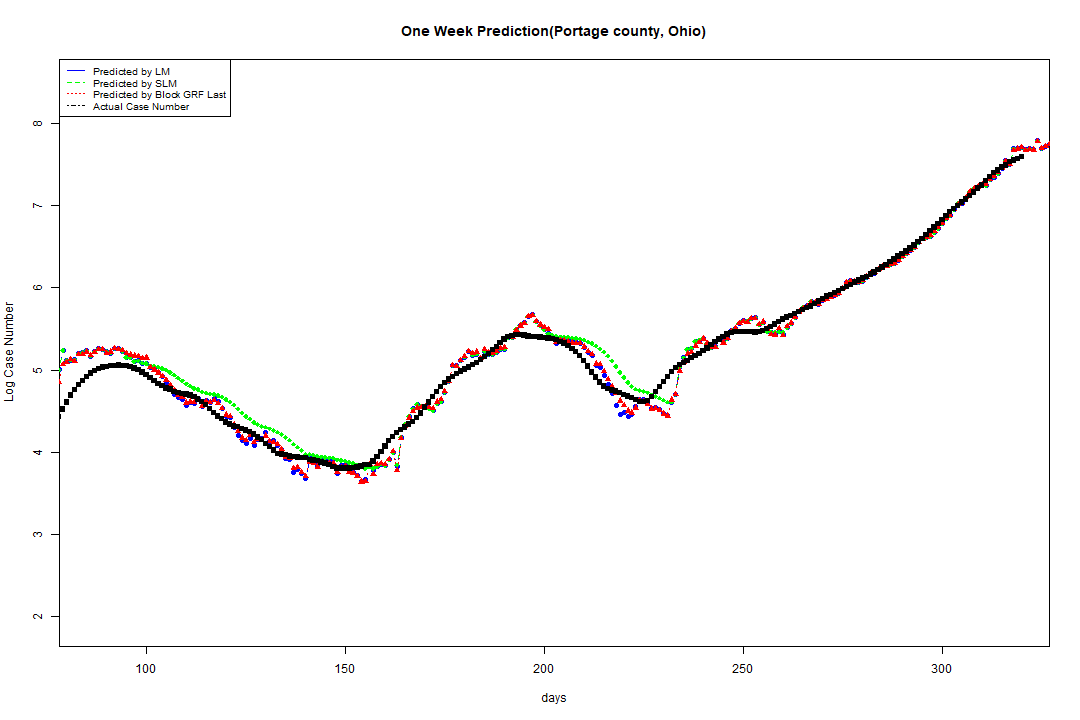 One Week Prediction(Portage county, Ohio)
Predicted by LM
Predicted by SLM
Predicted by Block GRF Last
Actual Case Number
Log Case Number
8
7
6
5
4
3
2
100 150 200 250 300
days